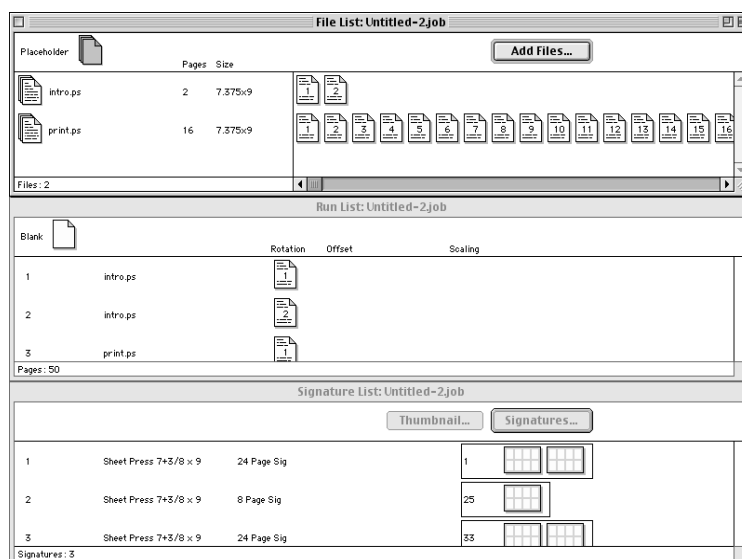 File List: Untitled-2.job
Placeholder
Add Files...
Pages Size
intro.ps 2 7.375x9 1 2
print.ps 16 7.375x9 1 2 3 4 5 6 7 8 9 10 11 12 13 14 15 16
Files: 2
Run List: Untitled-2.job
Blank
Rotation Offset Scaling
1 intro.ps 1
2 intro.ps 2
3 print.ps 1
Pages: 50
Signature List: Untitled-2.job
Thumbnail... Signatures...
1 Sheet Press 7+3/8 x 9 24 Page Sig 1
2 Sheet Press 7+3/8 x 9 8 Page Sig 25
3 Sheet Press 7+3/8 x 9 24 Page Sig 33
Signatures: 3